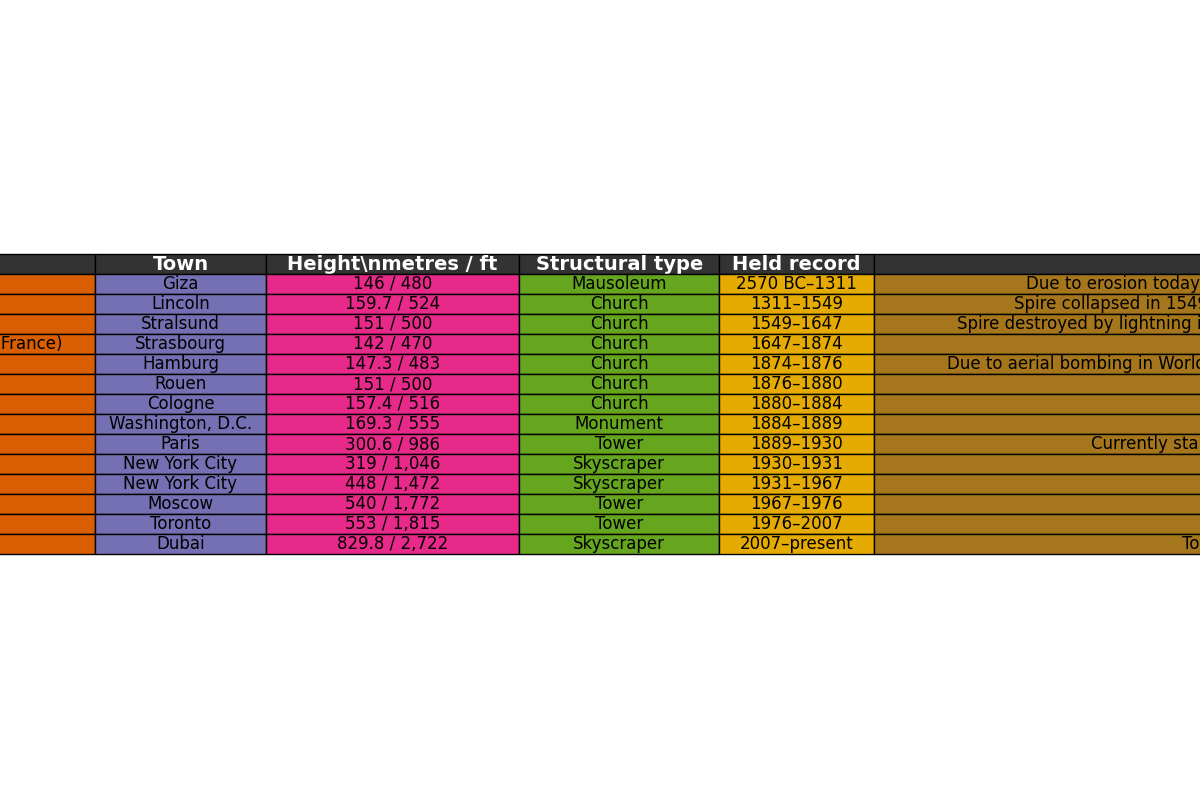 Town Height\nmetres / ft Structural type Held record
Giza 146 / 480 Mausoleum 2570 BC–1311 Due to erosion today
Lincoln 159.7 / 524 Church 1311–1549 Spire collapsed in 1549
Stralsund 151 / 500 Church 1549–1647 Spire destroyed by lightning
France) Strasbourg 142 / 470 Church 1647–1874
Hamburg 147.3 / 483 Church 1874–1876 Due to aerial bombing in World
Rouen 151 / 500 Church 1876–1880
Cologne 157.4 / 516 Church 1880–1884
Washington, D.C. 169.3 / 555 Monument 1884–1889
Paris 300.6 / 986 Tower 1889–1930 Currently
New York City 319 / 1,046 Skyscraper 1930–1931
New York City 448 / 1,472 Skyscraper 1931–1967
Moscow 540 / 1,772 Tower 1967–1976
Toronto 553 / 1,815 Tower 1976–2007
Dubai 829.8 / 2,722 Skyscraper 2007–present